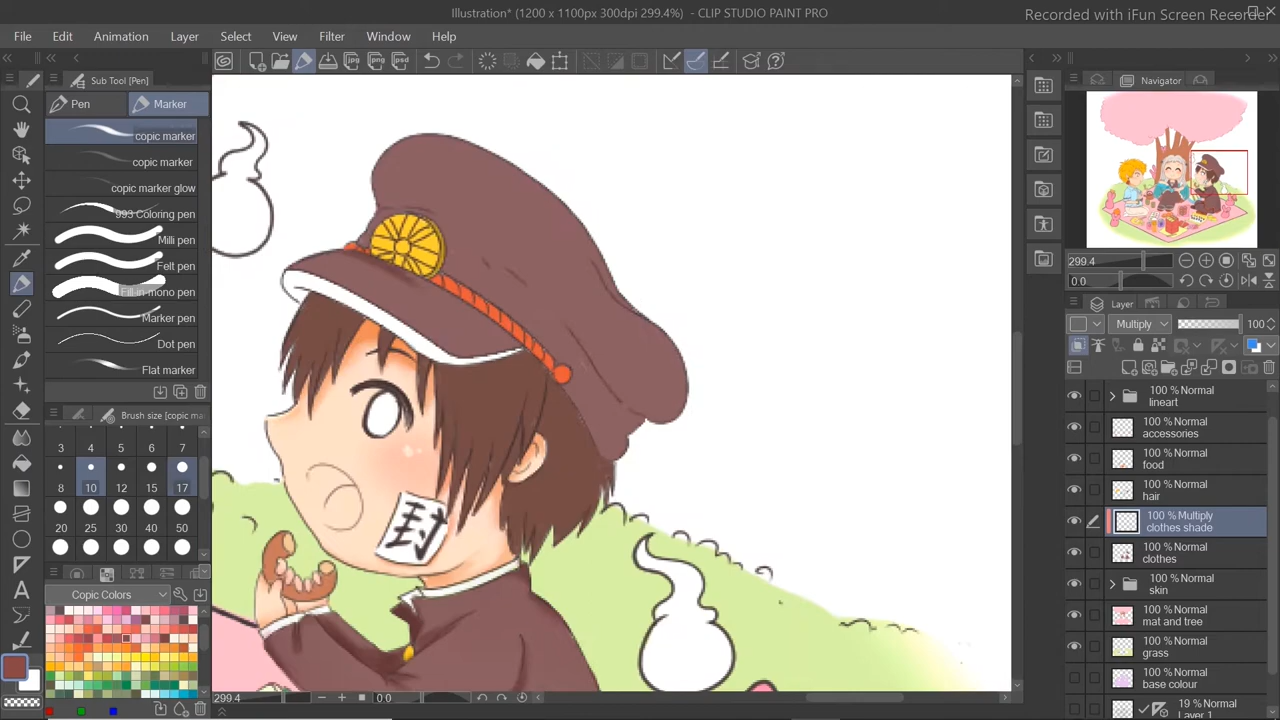 Illustration* (1200 x 1100px 300dpi 299.4%) - CLIP STUDIO PAINT PRO
Recorded with iFun Screen Recorder
File Edit Animation Layer Select View Filter Window Help
Sub Tool [Pen]
Pen Marker
copic marker
copic marker
copic marker glow
993 Coloring pen
Milli pen
Felt pen
Fill-in-mono pen
Marker pen
Dot pen
Flat marker
Brush size [copic mark
3 4 5 6 7
8 10 12 15 17
20 25 30 40 50
Copic Colors
封
299.4 0.0
Navigator
299.4
0.0
Layer
Multiply 100
100 % Normal
lineart
100 % Normal
accessories
100 % Normal
food
100 % Normal
hair
100 % Multiply
clothes shade
100 % Normal
clothes
100 % Normal
skin
100 % Normal
mat and tree
100 % Normal
grass
100 % Normal
base colour
19 % Normal
Layer 1